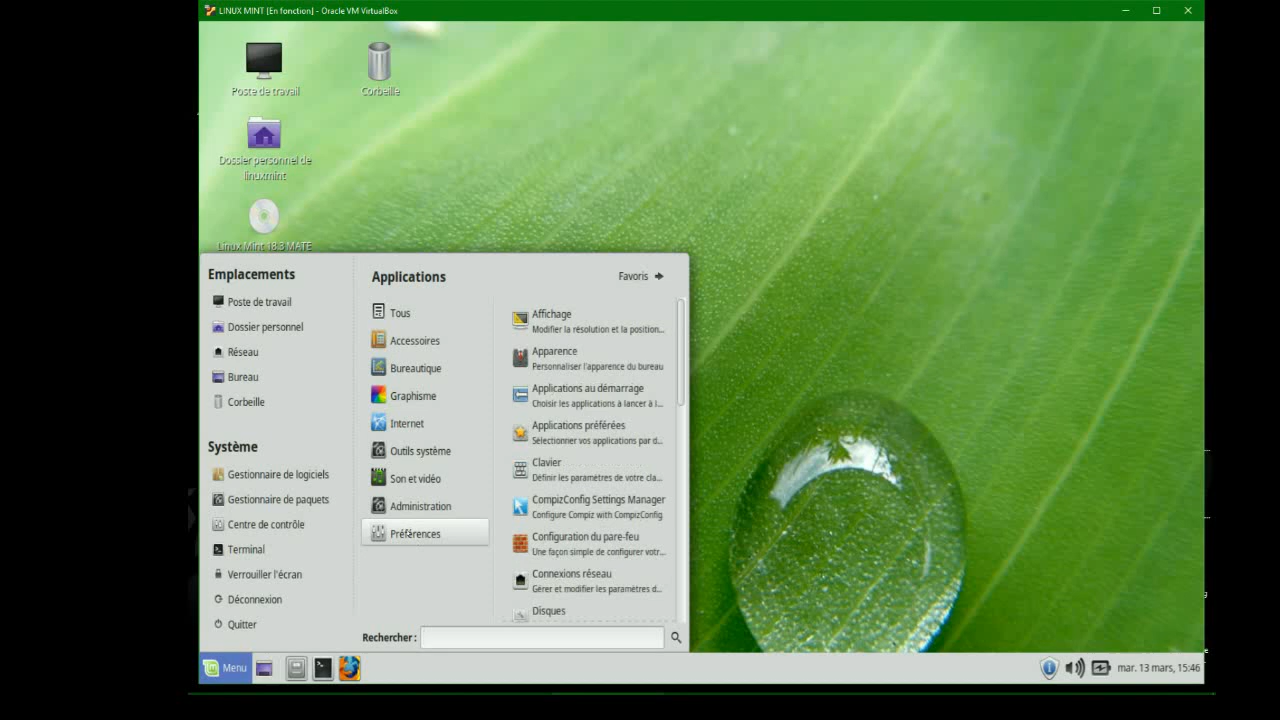 LINUX MINT [En fonction] - Oracle VM VirtualBox
Poste de travail
Corbeille
Dossier personnel de
linuxmint
Linux Mint 18.3 MATE
Emplacements
Poste de travail
Dossier personnel
Réseau
Bureau
Corbeille
Système
Gestionnaire de logiciels
Gestionnaire de paquets
Centre de contrôle
Terminal
Verrouiller l'écran
Déconnexion
Quitter
Applications
Favoris
Tous
Accessoires
Bureautique
Graphisme
Internet
Outils système
Son et vidéo
Administration
Préférences
Affichage
Modifier la résolution et la position...
Apparence
Personnaliser l'apparence du bureau
Applications au démarrage
Choisir les applications à lancer à l...
Applications préférées
Sélectionner vos applications par d...
Clavier
Définir les paramètres de votre cla...
CompizConfig Settings Manager
Configure Compiz with CompizConfig
Configuration du pare-feu
Une façon simple de configurer votr...
Connexions réseau
Gérer et modifier les paramètres d...
Disques
Rechercher :
Menu
mar. 13 mars, 15:46